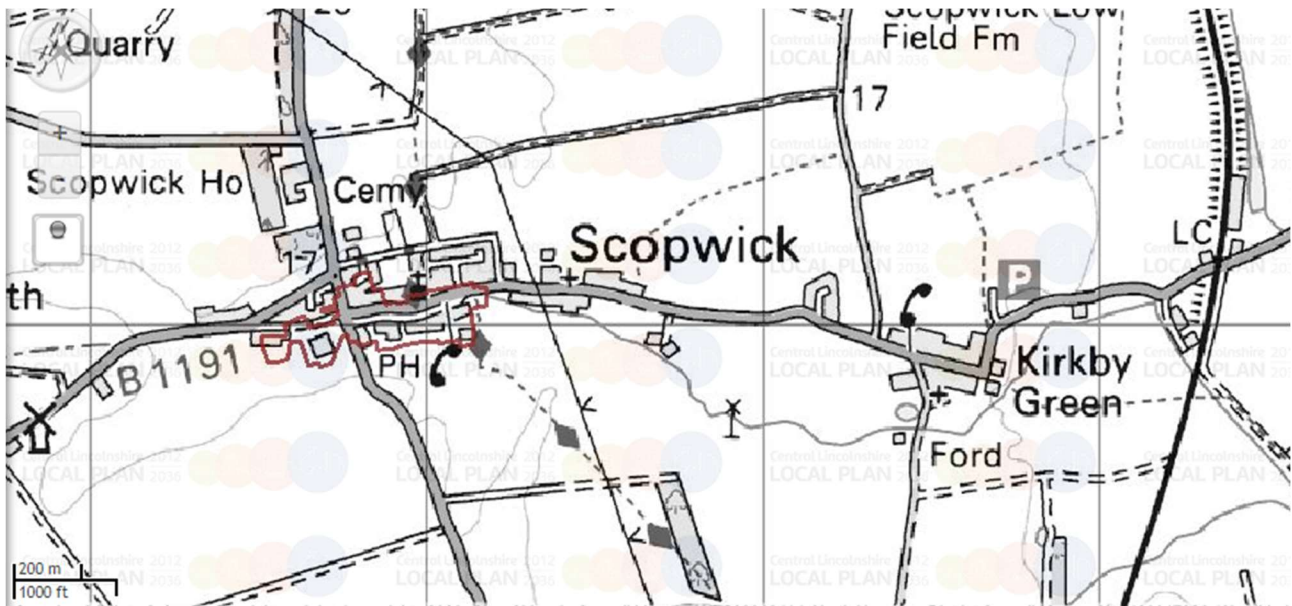 Quarry
Scopwick Low
Field Fm
17
Scopwick Ho
Cemy
17
Scopwick
LC
P
th
B 1191
PH
Kirkby
Green
Ford
200 m
1000 ft
Central Lincolnshire 2012
LOCAL PLAN 2036